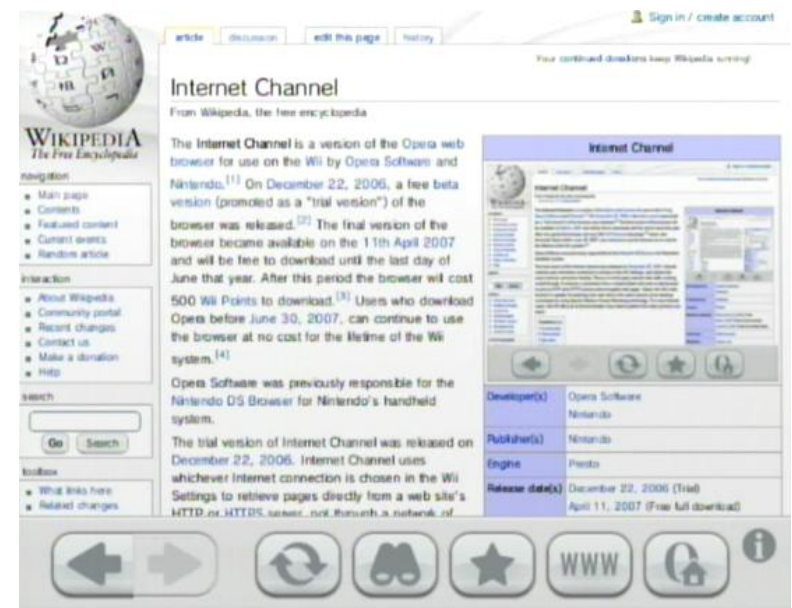 Sign in / create account
article
discussion
edit this page
history
Your continued donations keep Wikipedia running!
Internet Channel
From Wikipedia, the free encyclopedia
WIKIPEDIA
The Free Encyclopedia
navigation
Main page
Contents
Featured content
Current events
Random article
interaction
About Wikipedia
Community portal
Recent changes
Contact us
Make a donation
Help
search
Go
Search
toolbox
What links here
Related changes
The Internet Channel is a version of the Opera web
browser for use on the Wii by Opera Software and
Nintendo.[1] On December 22, 2006, a free beta
version (promoted as a "trial version") of the
browser was released.[2] The final version of the
browser became available on the 11th April 2007
and will be free to download until the last day of
June that year. After this period the browser will cost
500 Wii Points to download.[3] Users who download
Opera before June 30, 2007, can continue to use
the browser at no cost for the lifetime of the Wii
system.[4]
Opera Software was previously responsible for the
Nintendo DS Browser for Nintendo's handheld
system.
The trial version of Internet Channel was released on
December 22, 2006. Internet Channel uses
whichever Internet connection is chosen in the Wii
Settings to retrieve pages directly from a web site's
HTTP or HTTPS server, not through a network of
Internet Channel
Developer(s) Opera Software
Nintendo
Publisher(s) Nintendo
Engine Presto
Release date(s) December 22, 2006 (Trial)
April 11, 2007 (Free full download)
WWW